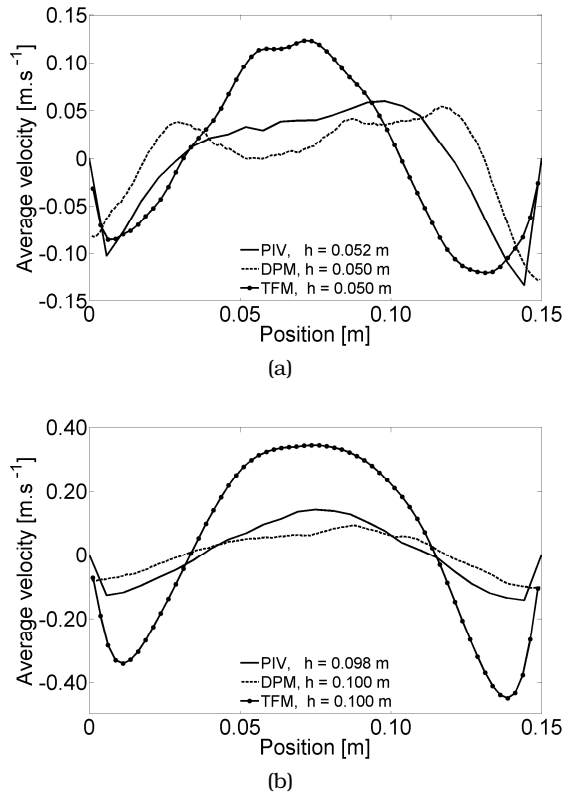 0.15
0.10
0.05
0
-0.05
-0.10
-0.15
Average velocity [m.s -1]
PIV, h = 0.052 m
DPM, h = 0.050 m
TFM, h = 0.050 m
0 0.05 0.10 0.15
Position [m]
(a)
0.40
0.20
0
-0.20
-0.40
Average velocity [m.s -1]
PIV, h = 0.098 m
DPM, h = 0.100 m
TFM, h = 0.100 m
0 0.05 0.10 0.15
Position [m]
(b)